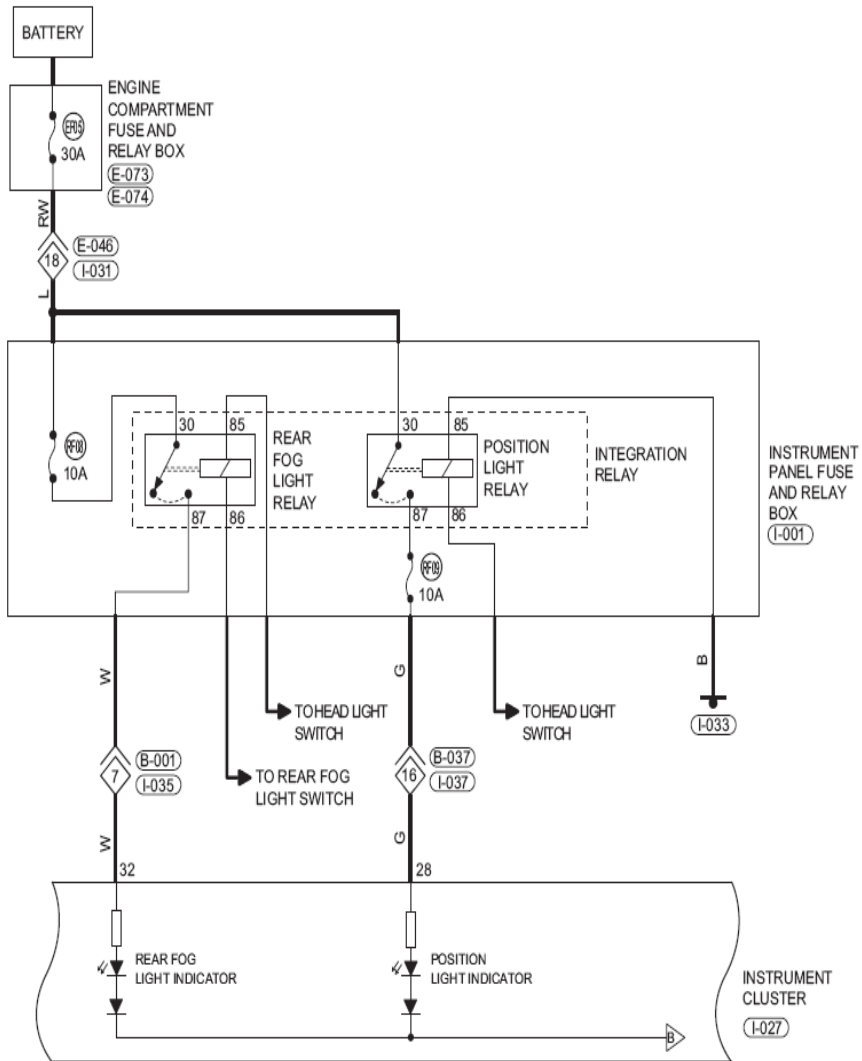 BATTERY
ENGINE
COMPARTMENT
FUSE AND
RELAY BOX
E-073
E-074
EF05
30A
RW
18
E-046
I-031
L
30
85
30
85
RF08
10A
REAR
FOG
LIGHT
RELAY
POSITION
LIGHT
RELAY
INTEGRATION
RELAY
INSTRUMENT
PANEL FUSE
AND RELAY
BOX
I-001
87
86
87
86
RF09
10A
W
G
B
TO HEAD LIGHT
SWITCH
TO HEAD LIGHT
SWITCH
I-033
7
B-001
I-035
TO REAR FOG
LIGHT SWITCH
16
B-037
I-037
W
G
32
28
REAR FOG
LIGHT INDICATOR
POSITION
LIGHT INDICATOR
INSTRUMENT
CLUSTER
I-027
B